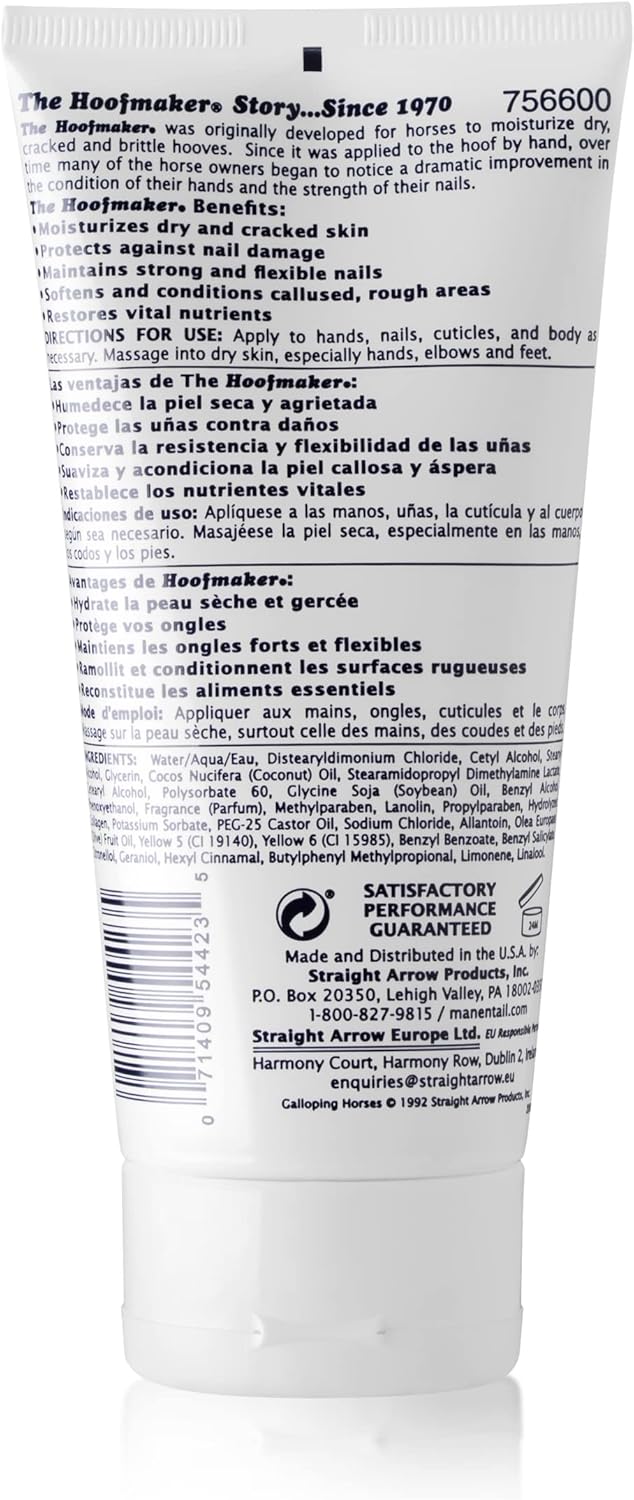 The Hoofmaker® Story...Since 1970 756600
The Hoofmaker® was originally developed for horses to moisturize dry,
cracked and brittle hooves. Since it was applied to the hoof by hand, over
time many of the horse owners began to notice a dramatic improvement in
the condition of their hands and the strength of their nails.
The Hoofmaker® Benefits:
•Moisturizes dry and cracked skin
•Protects against nail damage
•Maintains strong and flexible nails
•Softens and conditions callused, rough areas
•Restores vital nutrients
DIRECTIONS FOR USE: Apply to hands, nails, cuticles, and body as
necessary. Massage into dry skin, especially hands, elbows and feet.
Las ventajas de The Hoofmaker®:
•Humedece la piel seca y agrietada
•Protege las uñas contra daños
•Conserva la resistencia y flexibilidad de las uñas
•Suaviza y acondiciona la piel callosa y áspera
•Restablece los nutrientes vitales
Indicaciones de uso: Aplíquese a las manos, uñas, la cutícula y al cuerpo
según sea necesario. Masajéese la piel seca, especialmente en las manos,
los codos y los pies.
Avantages de Hoofmaker®:
•Hydrate la peau sèche et gercée
•Protège vos ongles
•Maintiens les ongles forts et flexibles
•Ramollit et conditionnent les surfaces rugueuses
•Reconstitue les aliments essentiels
Mode d'emploi: Appliquer aux mains, ongles, cuticules et le corps
Massage sur la peau sèche, surtout celle des mains, des coudes et des pieds
INGREDIENTS: Water/Aqua/Eau, Distearyldimonium Chloride, Cetyl Alcohol, Stearyl
Alcohol, Glycerin, Cocos Nucifera (Coconut) Oil, Stearamidopropyl Dimethylamine Lactate,
Alcohol, Polysorbate 60, Glycine Soja (Soybean) Oil, Benzyl Alcohol,
Phenoxyethanol, Fragrance (Parfum), Methylparaben, Lanolin, Propylparaben, Hydrolyzed
Collagen, Potassium Sorbate, PEG-25 Castor Oil, Sodium Chloride, Allantoin, Olea Europaea
(Olive) Fruit Oil, Yellow 5 (CI 19140), Yellow 6 (CI 15985), Benzyl Benzoate, Benzyl Salicylate,
Citronellol, Geraniol, Hexyl Cinnamal, Butylphenyl Methylpropional, Limonene, Linalool.
0 71409 54423 5
SATISFACTORY
PERFORMANCE
GUARANTEED
24M
Made and Distributed in the U.S.A. by:
Straight Arrow Products, Inc.
P.O. Box 20350, Lehigh Valley, PA
1-800-827-9815 / manentail.com
Straight Arrow Europe Ltd. EU Responsible
Harmony Court, Harmony Row, Dublin 2, Ireland
enquiries@straightarrow.eu
Galloping Horses © 1992 Straight Arrow Products, Inc.